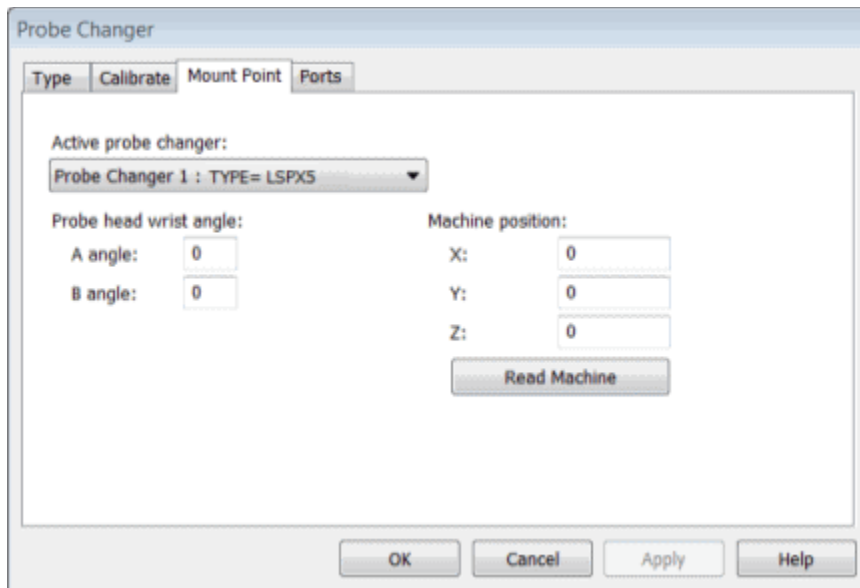 Probe Changer
Type Calibrate Mount Point Ports
Active probe changer:
Probe Changer 1 : TYPE= LSPX5
Probe head wrist angle: Machine position:
A angle: 0 X: 0
B angle: 0 Y: 0
Z: 0
Read Machine
OK Cancel Apply Help